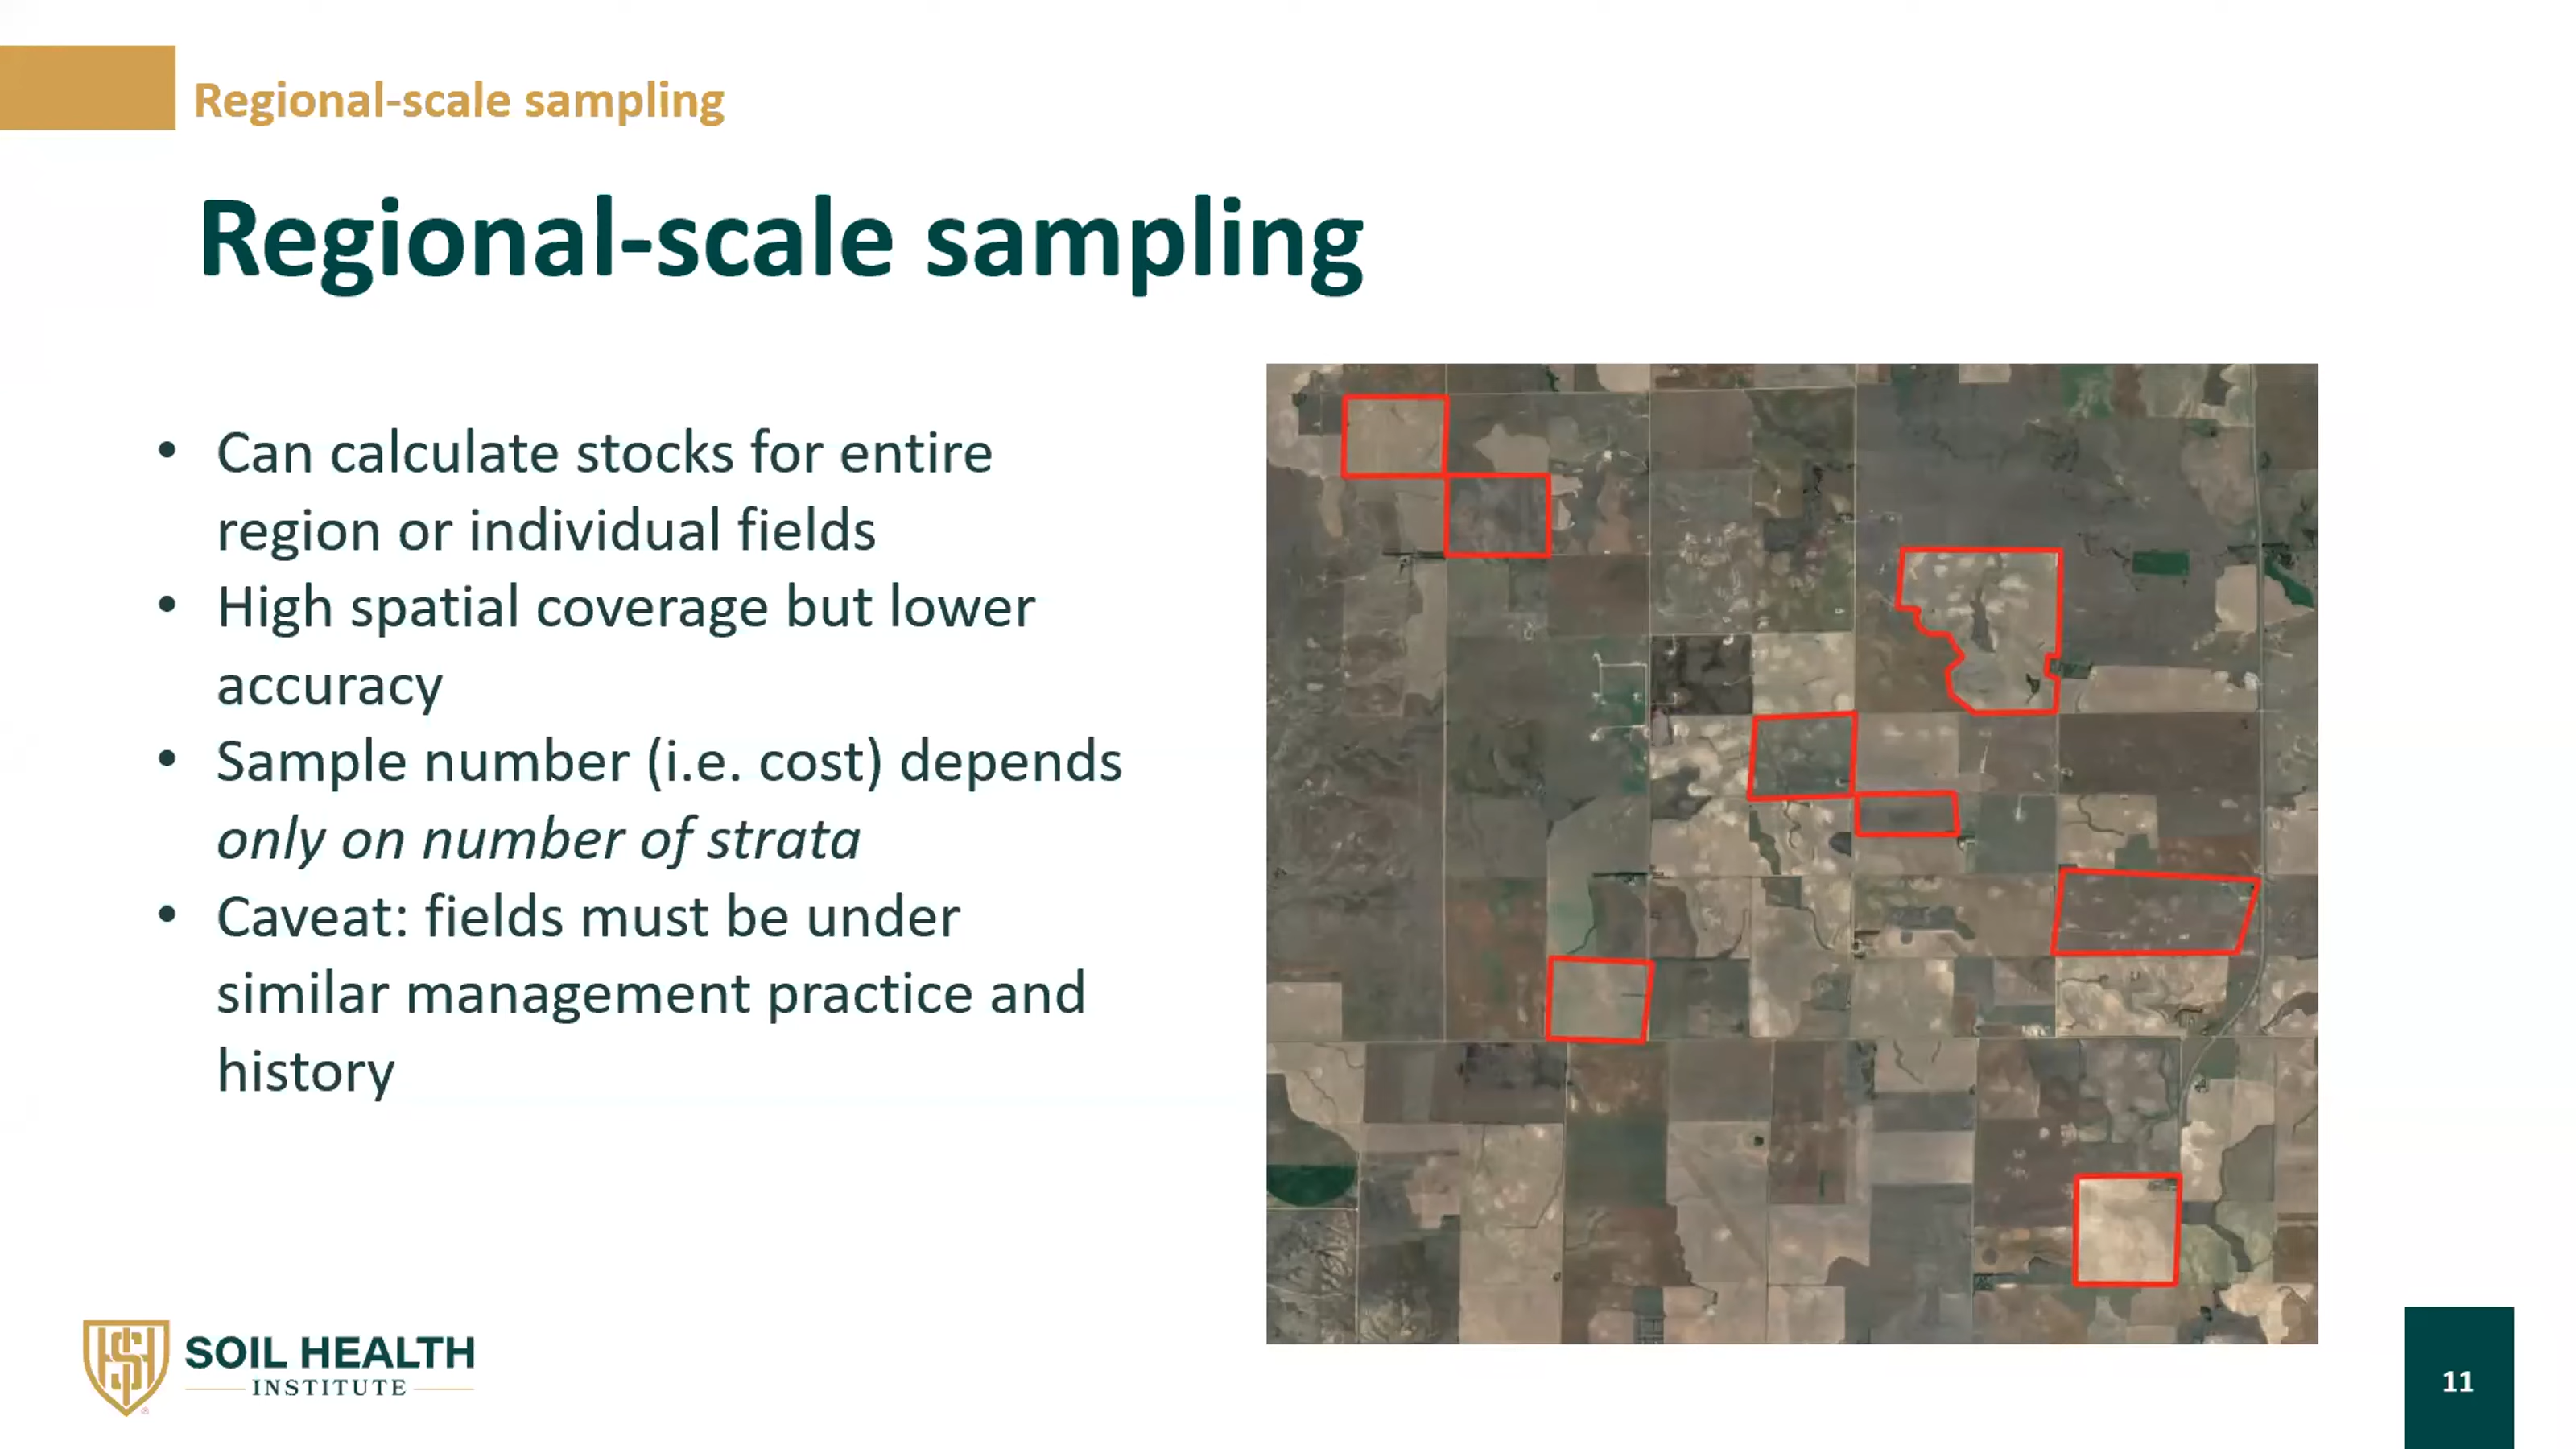 Regional-scale sampling
Regional-scale sampling
• Can calculate stocks for entire
region or individual fields
• High spatial coverage but lower
accuracy
• Sample number (i.e. cost) depends
only on number of strata
• Caveat: fields must be under
similar management practice and
history
SOIL HEALTH
INSTITUTE
®
11